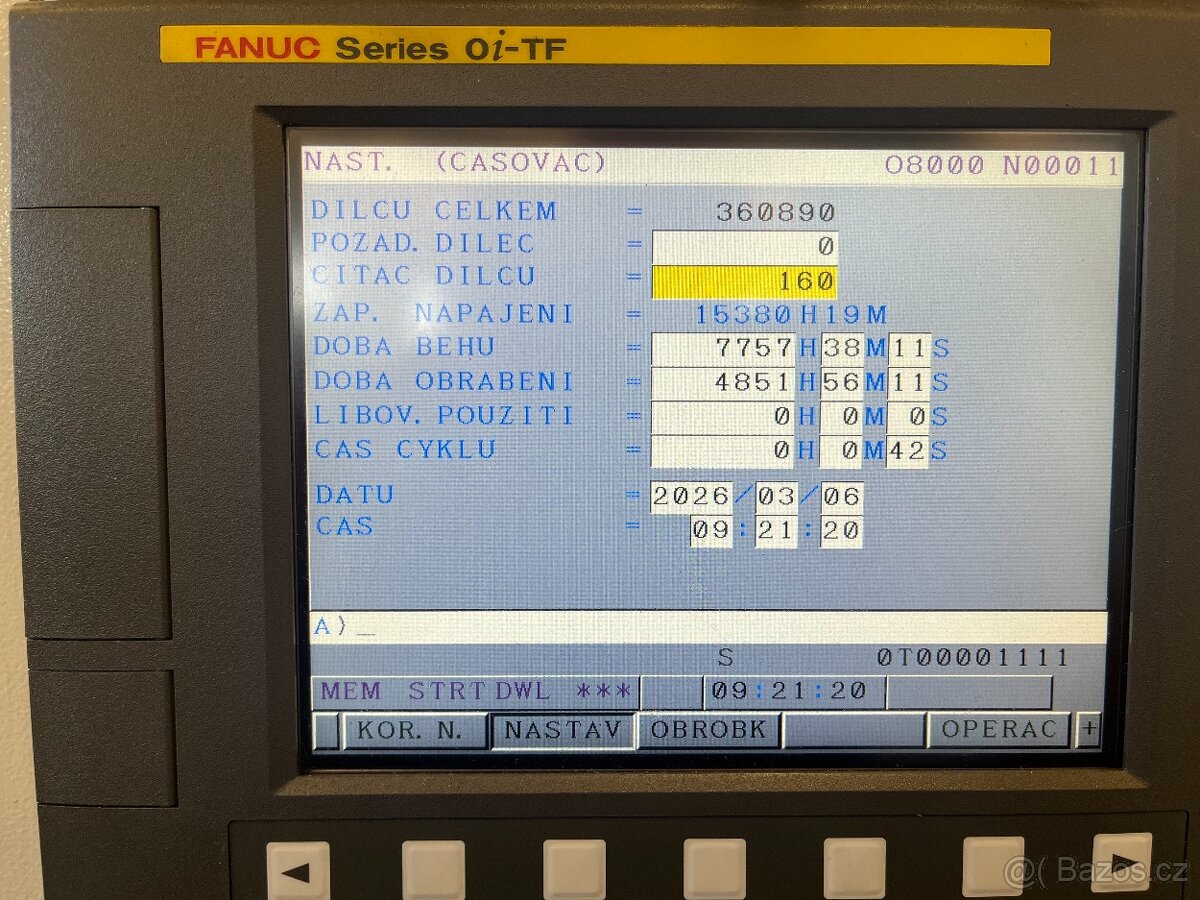 FANUC Series 0i-TF
NAST. (CASOVAC) O8000 N00011
DILCU CELKEM = 360890
POZAD. DILEC = 0
CITAC DILCU = 160
ZAP. NAPAJENI = 15380H19M
DOBA BEHU = 7757H38M11S
DOBA OBRABENI = 4851H56M11S
LIBOV. POUZITI = 0H 0M 0S
CAS CYKLU = 0H 0M42S
DATU = 2026/03/06
CAS = 09:21:20
A)_
S 0T00001111
MEM STRT DWL *** 09:21:20
KOR. N. NASTAV OBROBK OPERAC +
@( Bazos.cz